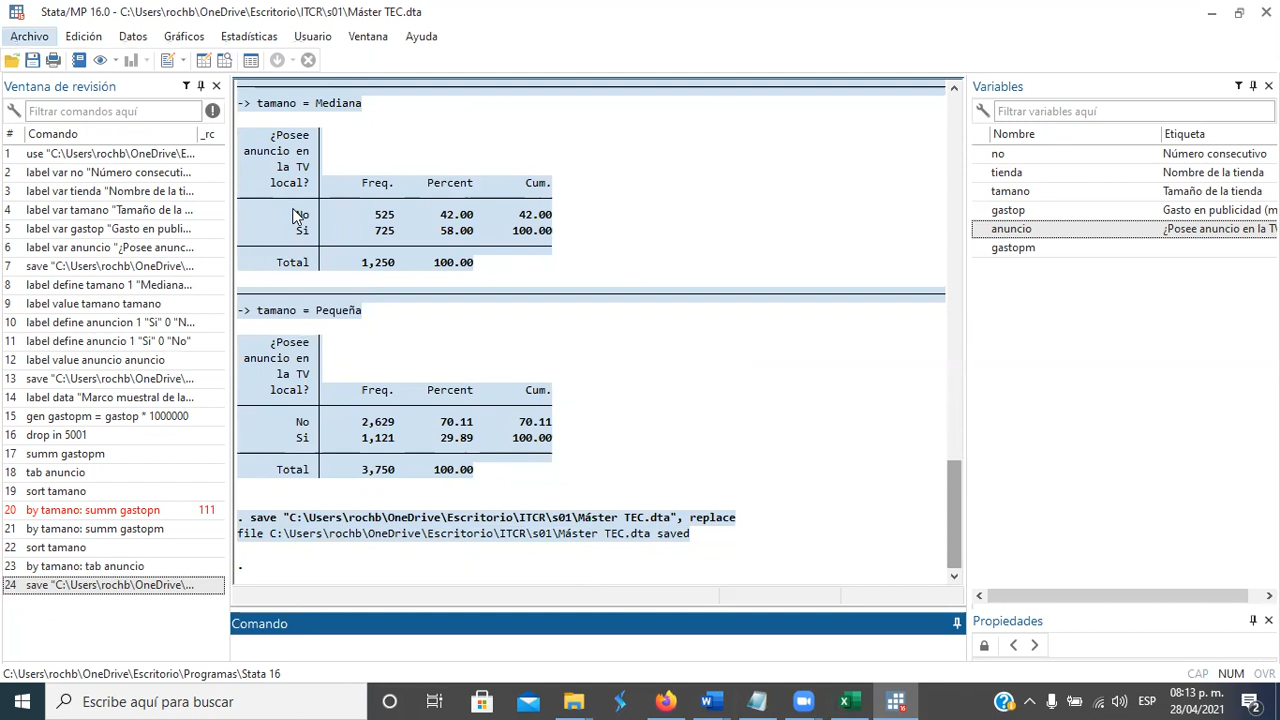 Stata/MP 16.0 - C:\Users\rochb\OneDrive\Escritorio\ITCR\s01\Máster TEC.dta
Archivo Edición Datos Gráficos Estadísticas Usuario Ventana Ayuda
Ventana de revisión
Filtrar comandos aquí
# Comando _rc
1 use "C:\Users\rochb\OneDrive\E...
2 label var no "Número consecuti...
3 label var tienda "Nombre de la ti...
4 label var tamano "Tamaño de la ...
5 label var gastop "Gasto en publi...
6 label var anuncio "¿Posee anunc...
7 save "C:\Users\rochb\OneDrive\...
8 label define tamano 1 "Mediana...
9 label value tamano tamano
10 label define anuncion 1 "Si" 0 "N...
11 label define anuncio 1 "Si" 0 "No"
12 label value anuncio anuncio
13 save "C:\Users\rochb\OneDrive\...
14 label data "Marco muestral de la...
15 gen gastopm = gastop * 1000000
16 drop in 5001
17 summ gastopm
18 tab anuncio
19 sort tamano
20 by tamano: summ gastopn 111
21 by tamano: summ gastopm
22 sort tamano
23 by tamano: tab anuncio
24 save "C:\Users\rochb\OneDrive\...
-> tamano = Mediana
¿Posee
anuncio en
la TV
local? Freq. Percent Cum.
No 525 42.00 42.00
Si 725 58.00 100.00
Total 1,250 100.00
-> tamano = Pequeña
¿Posee
anuncio en
la TV
local? Freq. Percent Cum.
No 2,629 70.11 70.11
Si 1,121 29.89 100.00
Total 3,750 100.00
. save "C:\Users\rochb\OneDrive\Escritorio\ITCR\s01\Máster TEC.dta", replace
file C:\Users\rochb\OneDrive\Escritorio\ITCR\s01\Máster TEC.dta saved
.
Comando
Variables
Filtrar variables aquí
Nombre Etiqueta
no Número consecutivo
tienda Nombre de la tienda
tamano Tamaño de la tienda
gastop Gasto en publicidad (m
anuncio ¿Posee anuncio en la T
gastopm
Propiedades
C:\Users\rochb\OneDrive\Escritorio\Programas\Stata 16
CAP NUM OVR
Escribe aquí para buscar
ESP
08:13 p. m.
28/04/2021
2